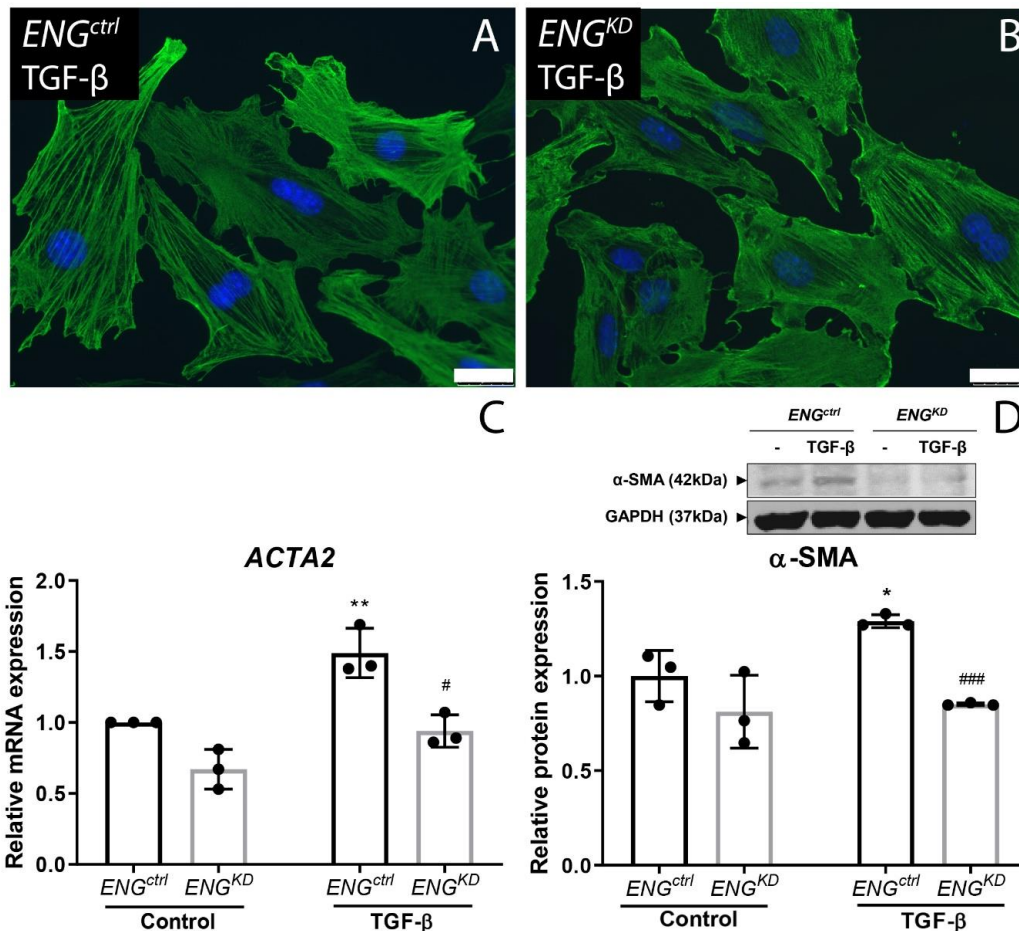 ENGctrl
TGF-β
A
ENGKD
TGF-β
B
C
D
ENGctrl ENGKD
- TGF-β - TGF-β
α-SMA (42kDa)
GAPDH (37kDa)
ACTA2
Relative mRNA expression
2.0
1.5
1.0
0.5
0.0
**
#
ENGctrl ENGKD ENGctrl ENGKD
Control TGF-β
α-SMA
Relative protein expression
1.5
1.0
0.5
0.0
*
###
ENGctrl ENGKD ENGctrl ENGKD
Control TGF-β